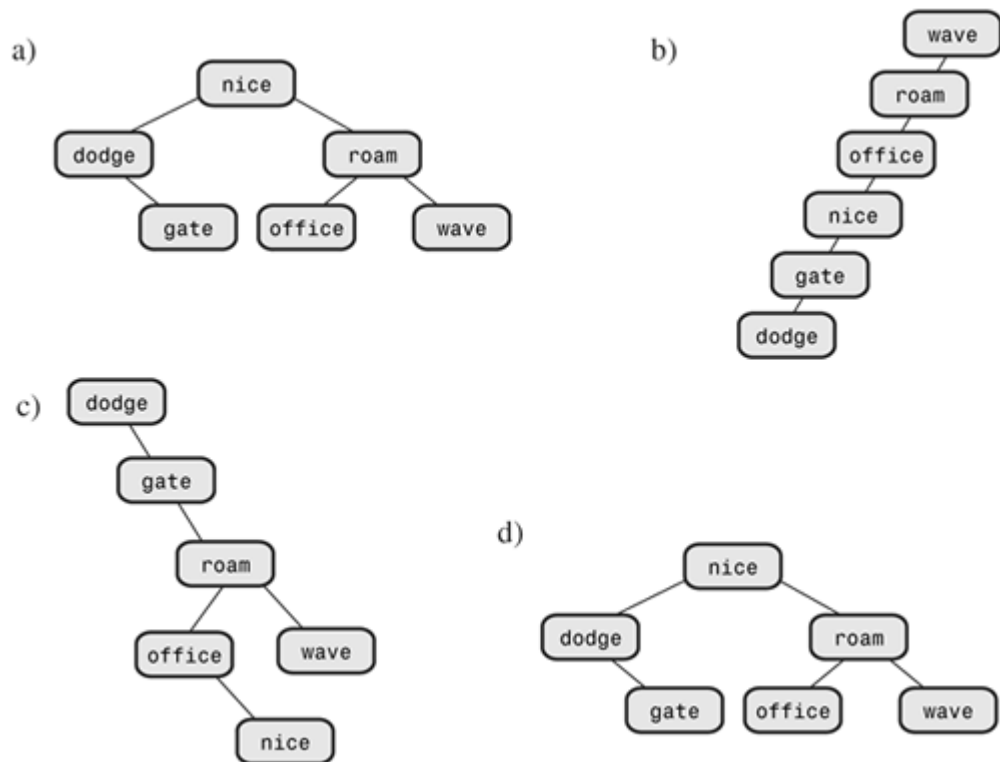 a)
nice
dodge roam
gate office wave
b)
wave
roam
office
nice
gate
dodge
c)
dodge
gate
roam
office wave
nice
d)
nice
dodge roam
gate office wave